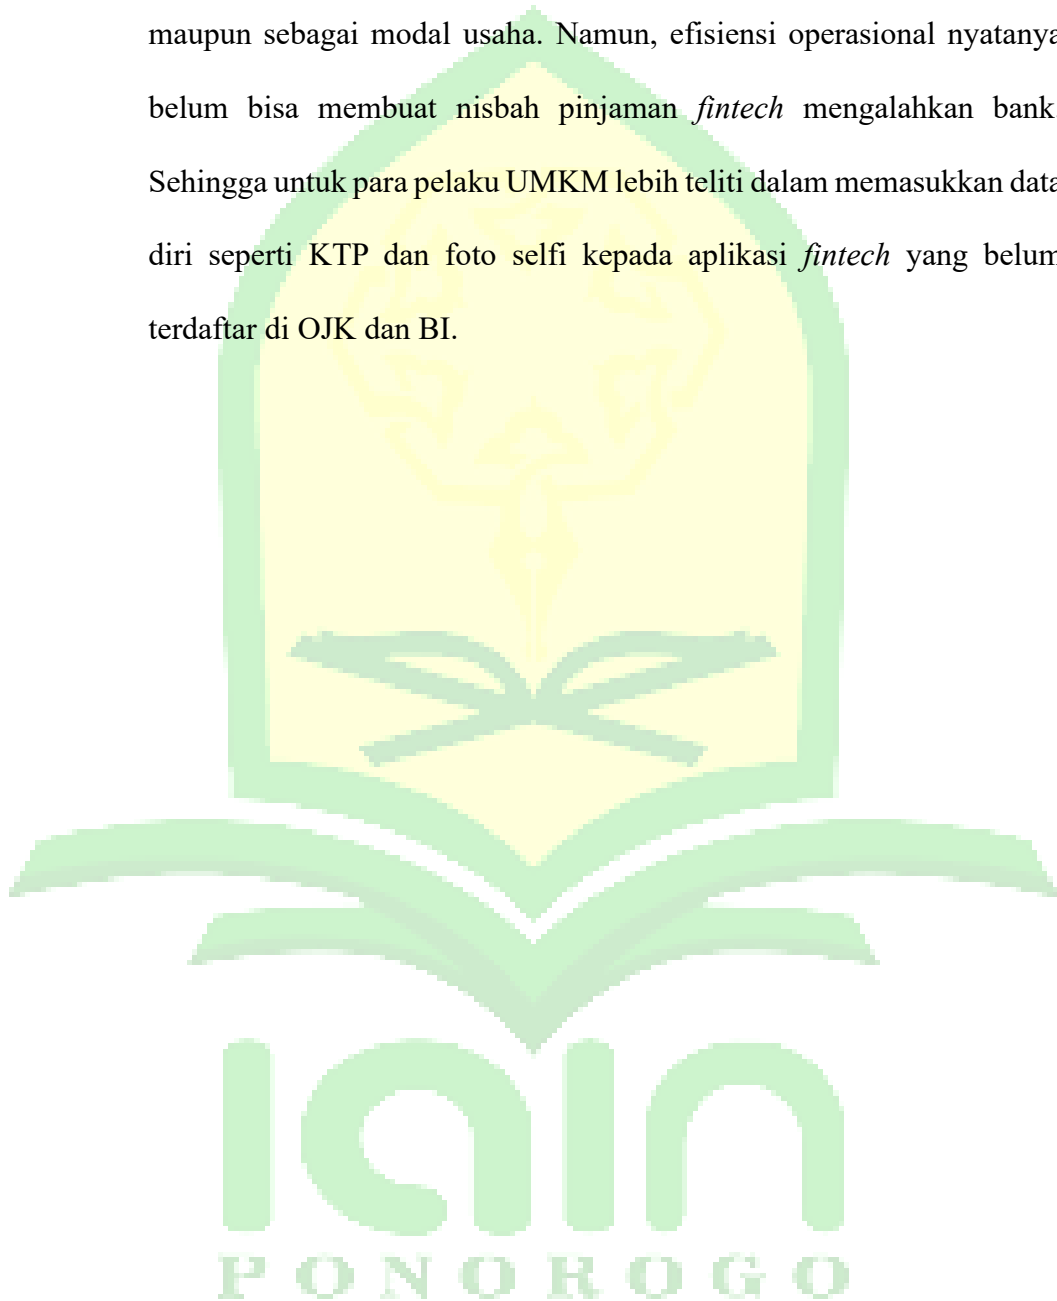 maupun sebagai modal usaha. Namun, efisiensi operasional nyatanya
belum bisa membuat nisbah pinjaman fintech mengalahkan bank.
Sehingga untuk para pelaku UMKM lebih teliti dalam memasukkan data
diri seperti KTP dan foto selfi kepada aplikasi fintech yang belum
terdaftar di OJK dan BI.
iain
PONOROGO